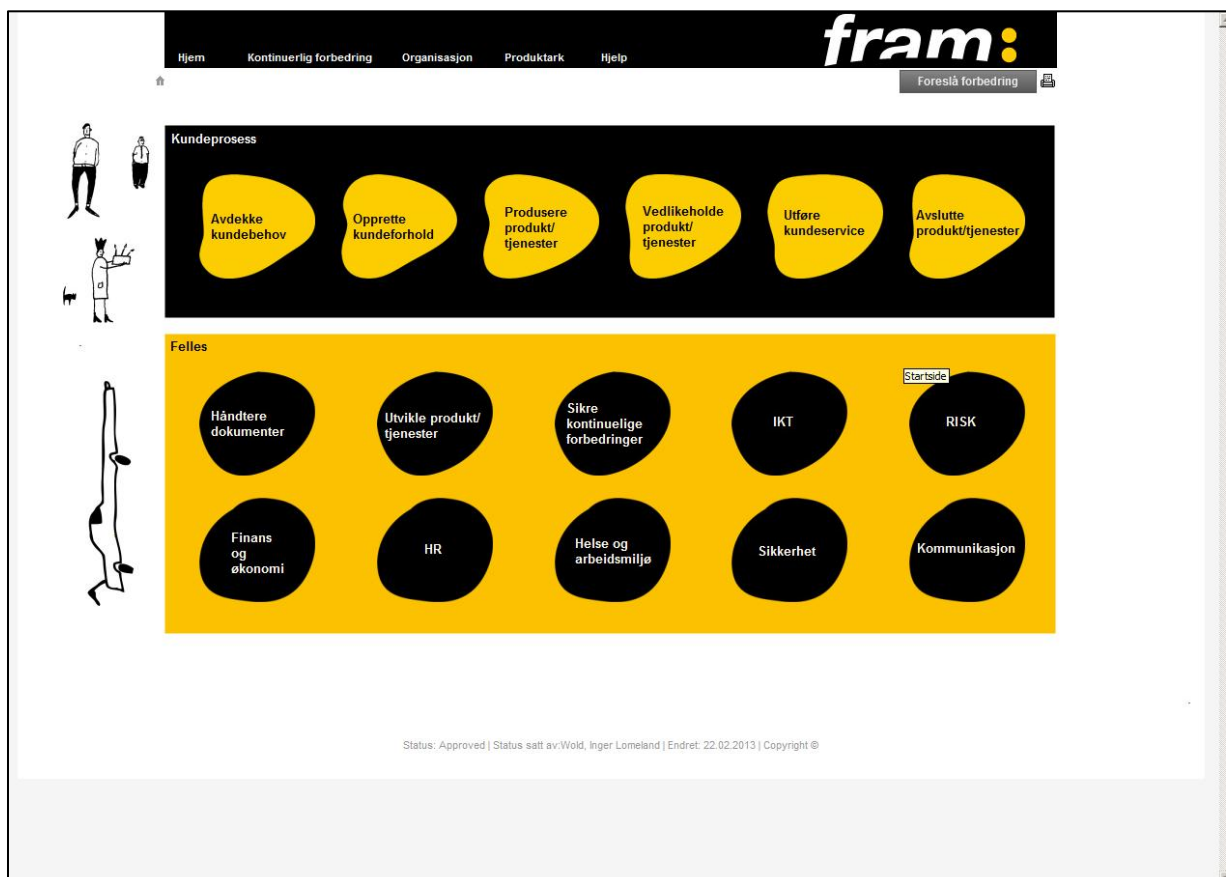 fram:
Hjem Kontinuerlig forbedring Organisasjon Produktark Hjelp
Foreslå forbedring
Kundeprosess
Avdekke
kundebehov
Opprette
kundeforhold
Produsere
produkt/
tjenester
Vedlikeholde
produkt/
tjenester
Utføre
kundeservice
Avslutte
produkt/tjenester
Felles
Startside
Håndtere
dokumenter
Utvikle produkt/
tjenester
Sikre
kontinuelige
forbedringer
IKT
RISK
Finans
og
økonomi
HR
Helse og
arbeidsmiljø
Sikkerhet
Kommunikasjon
Status: Approved | Status satt av:Wold, Inger Lomeland | Endret: 22.02.2013 | Copyright ©